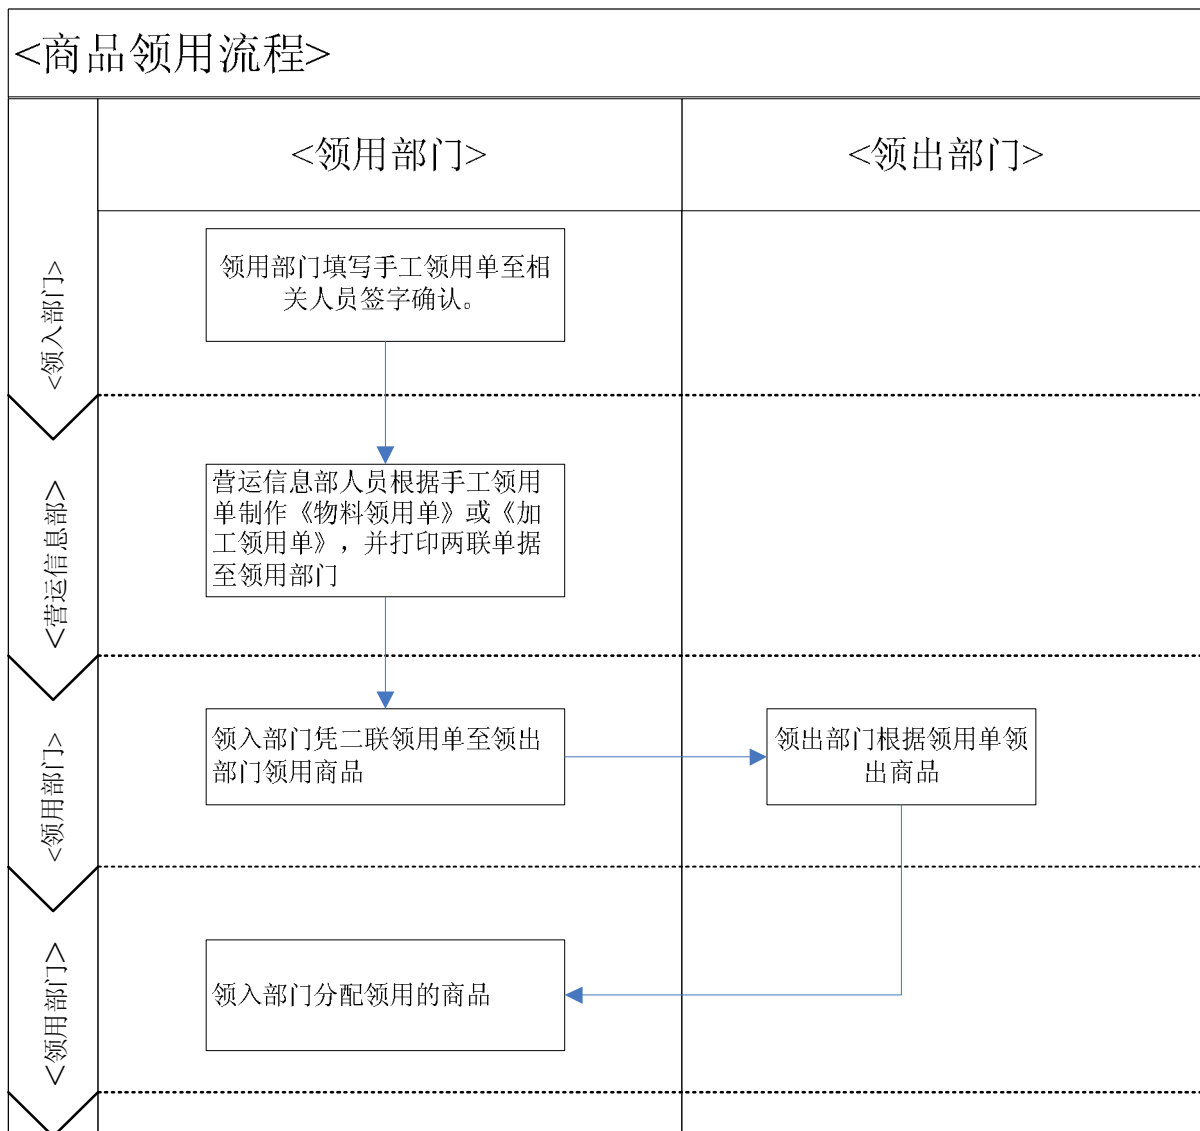 <商品领用流程>
<领用部门>
<领出部门>
<领入部门>
领用部门填写手工领用单至相
关人员签字确认。
<营运信息部>
营运信息部人员根据手工领用
单制作《物料领用单》或《加
工领用单》，并打印两联单据
至领用部门
<领用部门>
领入部门凭二联领用单至领出
部门领用商品
领出部门根据领用单领
出商品
<领用部门>
领入部门分配领用的商品